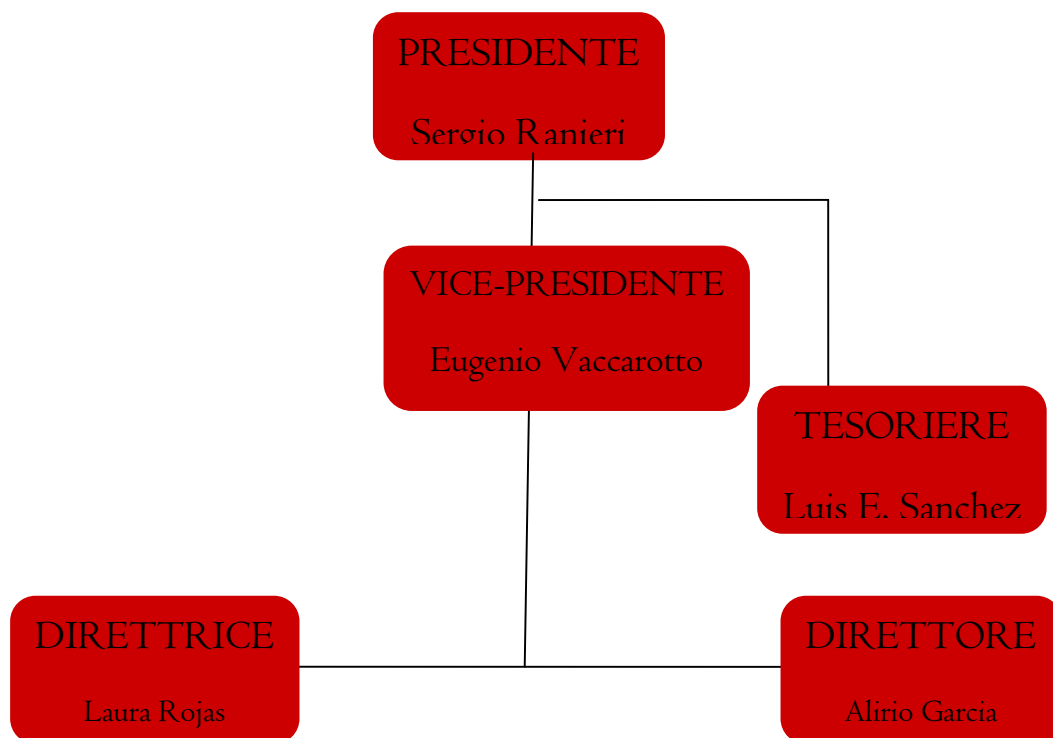 PRESIDENTE
Sergio Ranieri
VICE-PRESIDENTE
Eugenio Vaccarotto
TESORIERE
Luis E. Sanchez
DIRETTRICE
Laura Rojas
DIRETTORE
Alirio Garcia